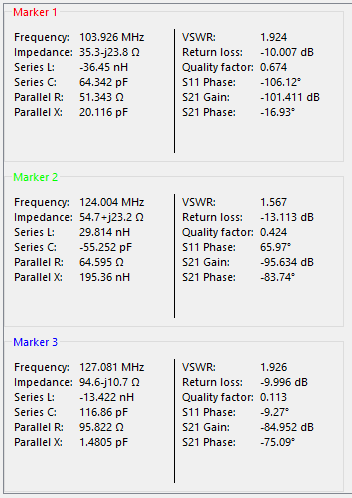 Marker 1
Frequency: 103.926 MHz VSWR: 1.924
Impedance: 35.3-j23.8 Ω Return loss: -10.007 dB
Series L: -36.45 nH Quality factor: 0.674
Series C: 64.342 pF S11 Phase: -106.12°
Parallel R: 51.343 Ω S21 Gain: -101.411 dB
Parallel X: 20.116 pF S21 Phase: -16.93°
Marker 2
Frequency: 124.004 MHz VSWR: 1.567
Impedance: 54.7+j23.2 Ω Return loss: -13.113 dB
Series L: 29.814 nH Quality factor: 0.424
Series C: -55.252 pF S11 Phase: 65.97°
Parallel R: 64.595 Ω S21 Gain: -95.634 dB
Parallel X: 195.36 nH S21 Phase: -83.74°
Marker 3
Frequency: 127.081 MHz VSWR: 1.926
Impedance: 94.6-j10.7 Ω Return loss: -9.996 dB
Series L: -13.422 nH Quality factor: 0.113
Series C: 116.86 pF S11 Phase: -9.27°
Parallel R: 95.822 Ω S21 Gain: -84.952 dB
Parallel X: 1.4805 pF S21 Phase: -75.09°